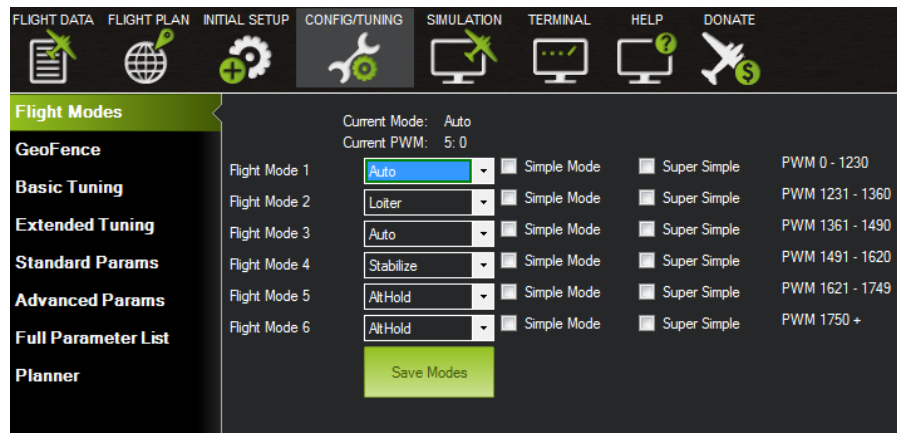 FLIGHT DATA FLIGHT PLAN INITIAL SETUP CONFIG/TUNING SIMULATION TERMINAL HELP DONATE
Flight Modes
GeoFence
Basic Tuning
Extended Tuning
Standard Params
Advanced Params
Full Parameter List
Planner
Current Mode: Auto
Current PWM: 5: 0
Flight Mode 1 Auto Simple Mode Super Simple PWM 0 - 1230
Flight Mode 2 Loiter Simple Mode Super Simple PWM 1231 - 1360
Flight Mode 3 Auto Simple Mode Super Simple PWM 1361 - 1490
Flight Mode 4 Stabilize Simple Mode Super Simple PWM 1491 - 1620
Flight Mode 5 AltHold Simple Mode Super Simple PWM 1621 - 1749
Flight Mode 6 AltHold Simple Mode Super Simple PWM 1750 +
Save Modes